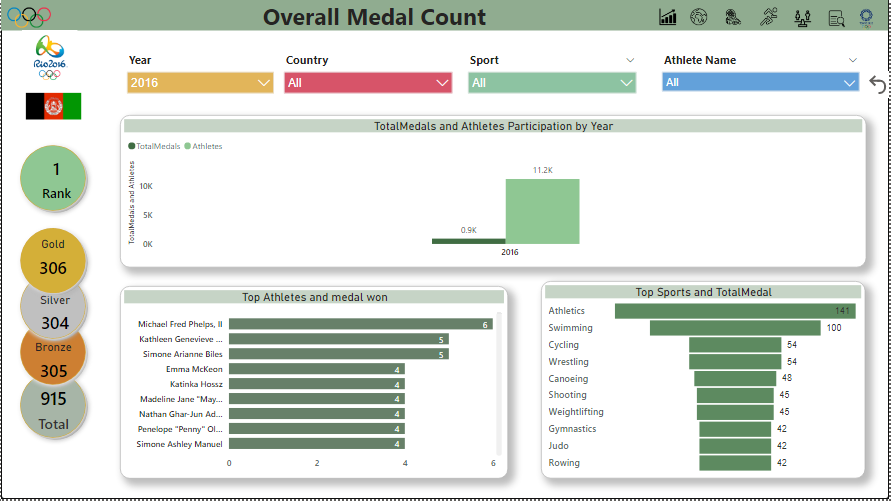 Overall Medal Count
Rio2016
Year
Country
Sport
Athlete Name
2016
All
All
All
1
Rank
Gold
306
Silver
304
Bronze
305
915
Total
TotalMedals and Athletes Participation by Year
TotalMedals
Athletes
TotalMedals and Athletes
10K
5K
0K
0.9K
11.2K
2016
Top Athletes and medal won
Michael Fred Phelps, II 6
Kathleen Genevieve ... 5
Simone Arianne Biles 5
Emma McKeon 4
Katinka Hossz 4
Madeline Jane "May... 4
Nathan Ghar-Jun Ad... 4
Penelope "Penny" Ol... 4
Simone Ashley Manuel 4
0 2 4 6
Top Sports and TotalMedal
Athletics 141
Swimming 100
Cycling 54
Wrestling 54
Canoeing 48
Shooting 45
Weightlifting 45
Gymnastics 42
Judo 42
Rowing 42